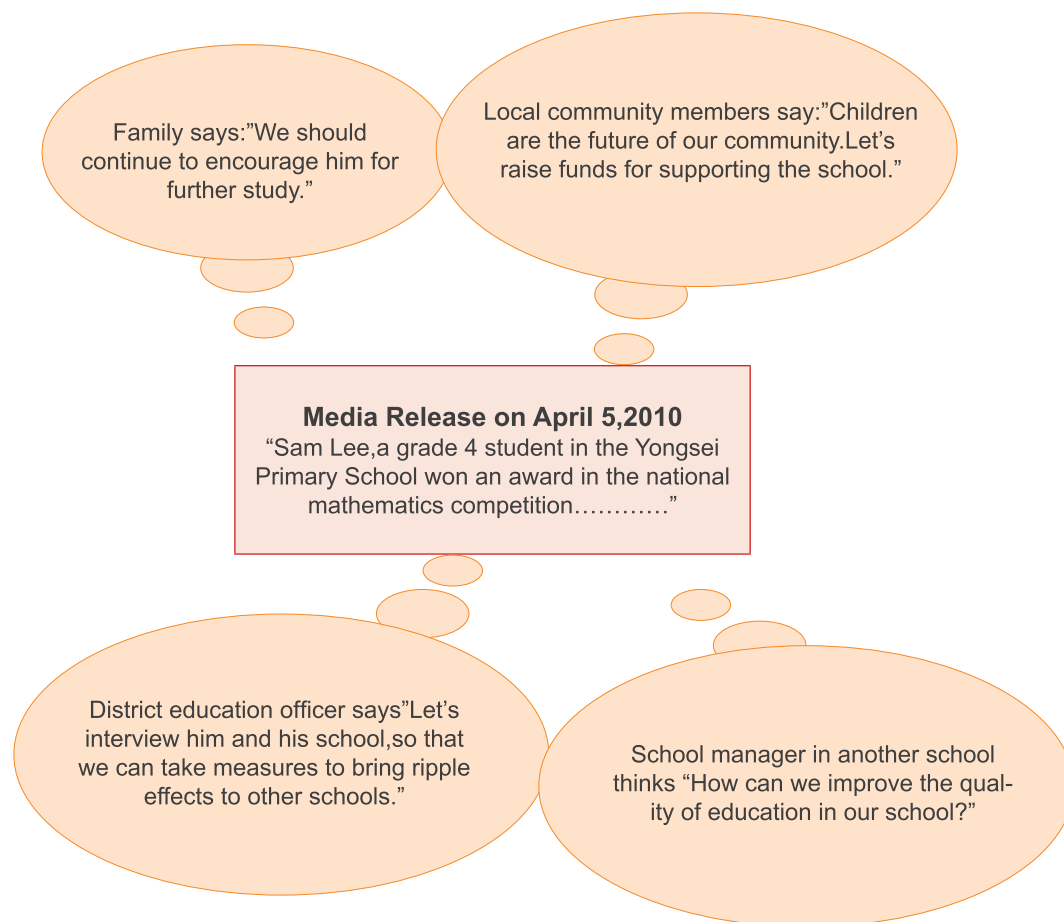 Family says:”We should
continue to encourage him for
further study.”
Local community members say:”Children
are the future of our community.Let’s
raise funds for supporting the school.”
Media Release on April 5,2010
“Sam Lee,a grade 4 student in the Yongsei
Primary School won an award in the national
mathematics competition…………”
District education officer says”Let’s
interview him and his school,so that
we can take measures to bring ripple
effects to other schools.”
School manager in another school
thinks “How can we improve the qual-
ity of education in our school?”